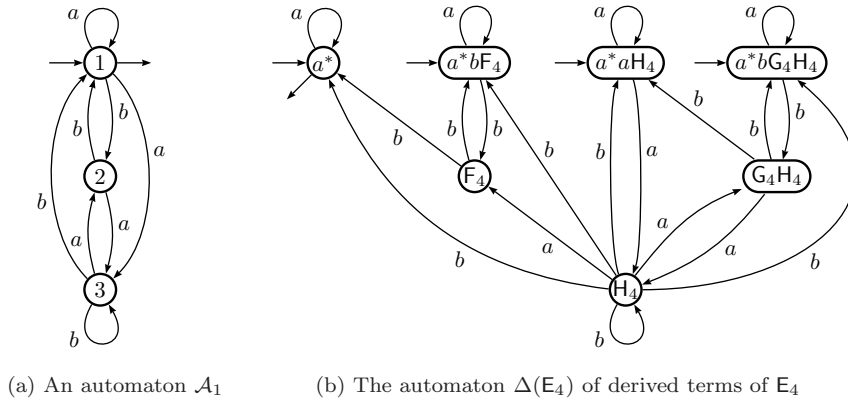 a a a a a
1 a* a*bF₄ a*aH₄ a*bG₄H₄
b b a b b b b a b b b
2 F₄ G₄H₄
b a a b a a a b
3 H₄
b b
(a) An automaton 𝒜₁ (b) The automaton Δ(E₄) of derived terms of E₄